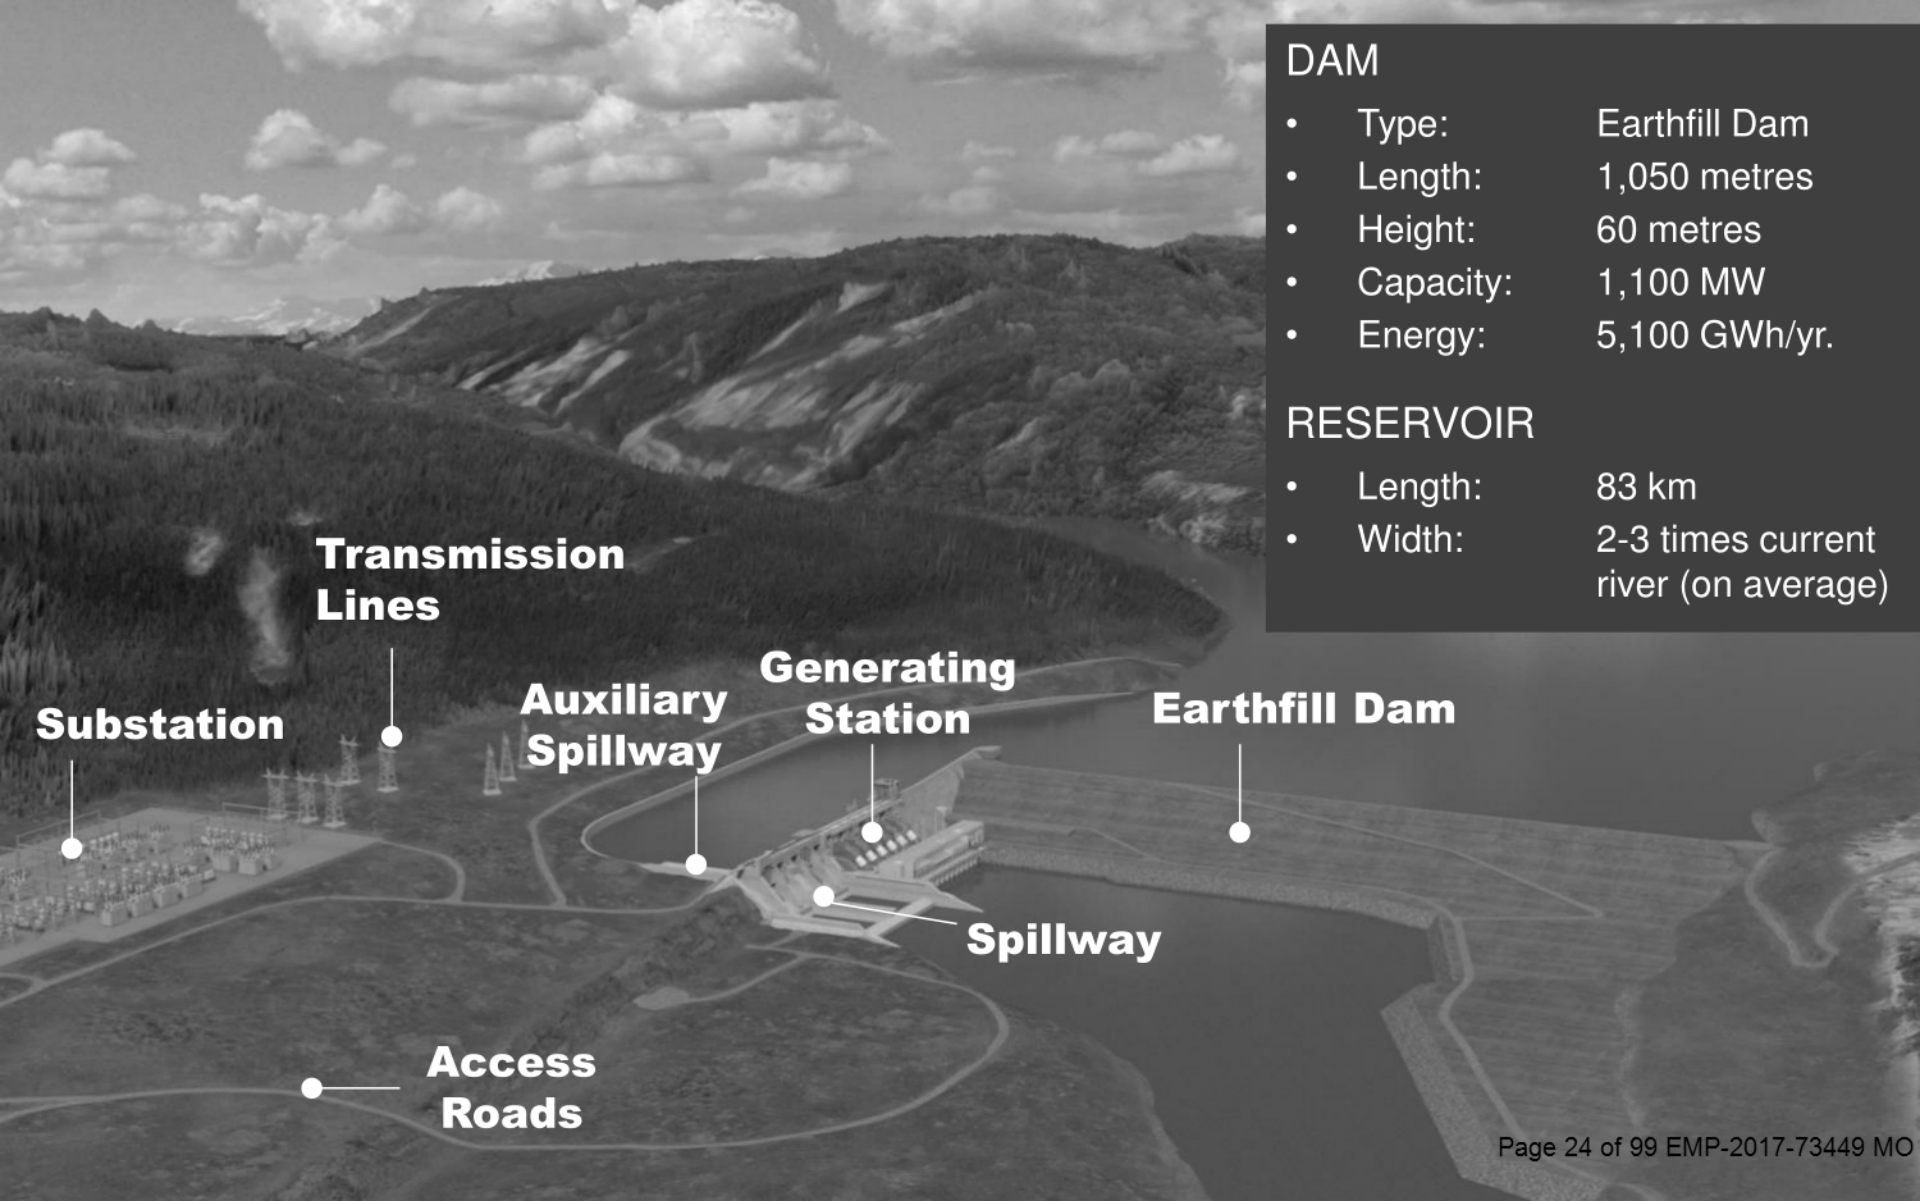 DAM
• Type: Earthfill Dam
• Length: 1,050 metres
• Height: 60 metres
• Capacity: 1,100 MW
• Energy: 5,100 GWh/yr.
RESERVOIR
• Length: 83 km
• Width: 2-3 times current
river (on average)
Transmission
Lines
Substation
Auxiliary
Spillway
Generating
Station
Earthfill Dam
Spillway
Access
Roads
Page 24 of 99 EMP-2017-73449 MO